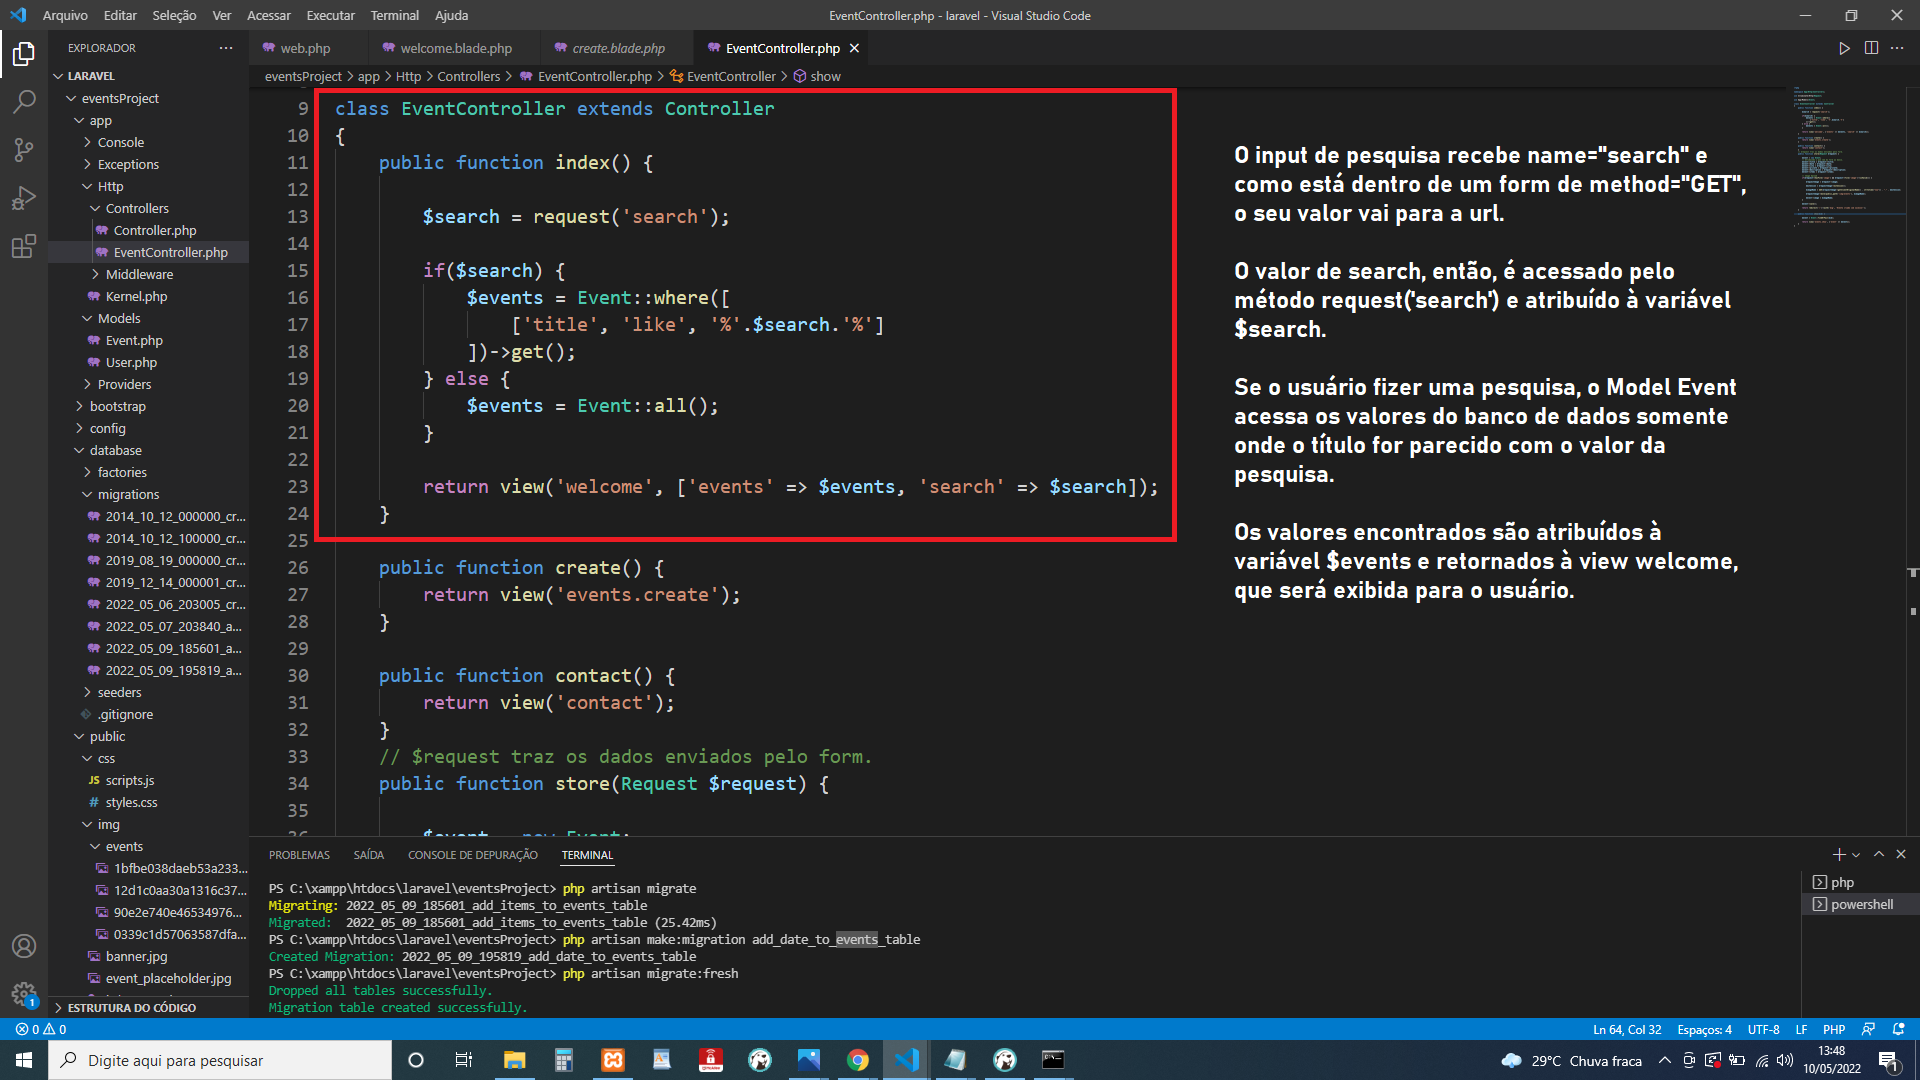 Arquivo Editar Seleção Ver Acessar Executar Terminal Ajuda
EventController.php - laravel - Visual Studio Code
EXPLORADOR
web.php
welcome.blade.php
create.blade.php
EventController.php
eventsProject > app > Http > Controllers > EventController.php > EventController > show
LARAVEL
eventsProject
app
Console
Exceptions
Http
Controllers
Controller.php
EventController.php
Middleware
Kernel.php
Models
Event.php
User.php
Providers
bootstrap
config
database
factories
migrations
2014_10_12_000000_cr...
2014_10_12_100000_cr...
2019_08_19_000000_cr...
2019_12_14_000001_cr...
2022_05_06_203005_cr...
2022_05_07_203840_a...
2022_05_09_185601_a...
2022_05_09_195819_a...
seeders
.gitignore
public
css
JS scripts.js
# styles.css
img
events
1bfbe038daeb53a233...
12d1c0aa30a1316c37...
90e2e740e46534976...
0339c1d57063587dfa...
banner.jpg
event_placeholder.jpg
ESTRUTURA DO CÓDIGO
9 class EventController extends Controller
10 {
11 public function index() {
12
13 $search = request('search');
14
15 if($search) {
16 $events = Event::where([
17 ['title', 'like', '%'.$search.'%']
18 ])->get();
19 } else {
20 $events = Event::all();
21 }
22
23 return view('welcome', ['events' => $events, 'search' => $search]);
24 }
25
26 public function create() {
27 return view('events.create');
28 }
29
30 public function contact() {
31 return view('contact');
32 }
33 // $request traz os dados enviados pelo form.
34 public function store(Request $request) {
35
36 $event = new Event;
O input de pesquisa recebe name="search" e
como está dentro de um form de method="GET",
o seu valor vai para a url.
O valor de search, então, é acessado pelo
método request('search') e atribuído à variável
$search.
Se o usuário fizer uma pesquisa, o Model Event
acessa os valores do banco de dados somente
onde o título for parecido com o valor da
pesquisa.
Os valores encontrados são atribuídos à
variável $events e retornados à view welcome,
que será exibida para o usuário.
PROBLEMAS SAÍDA CONSOLE DE DEPURAÇÃO TERMINAL
PS C:\xampp\htdocs\laravel\eventsProject> php artisan migrate
Migrating: 2022_05_09_185601_add_items_to_events_table
Migrated: 2022_05_09_185601_add_items_to_events_table (25.42ms)
PS C:\xampp\htdocs\laravel\eventsProject> php artisan make:migration add_date_to_events_table
Created Migration: 2022_05_09_195819_add_date_to_events_table
PS C:\xampp\htdocs\laravel\eventsProject> php artisan migrate:fresh
Dropped all tables successfully.
Migration table created successfully.
php
powershell
0 0
Ln 64, Col 32 Espaços: 4 UTF-8 LF PHP
1
Digite aqui para pesquisar
29°C Chuva fraca
13:48
10/05/2022
1